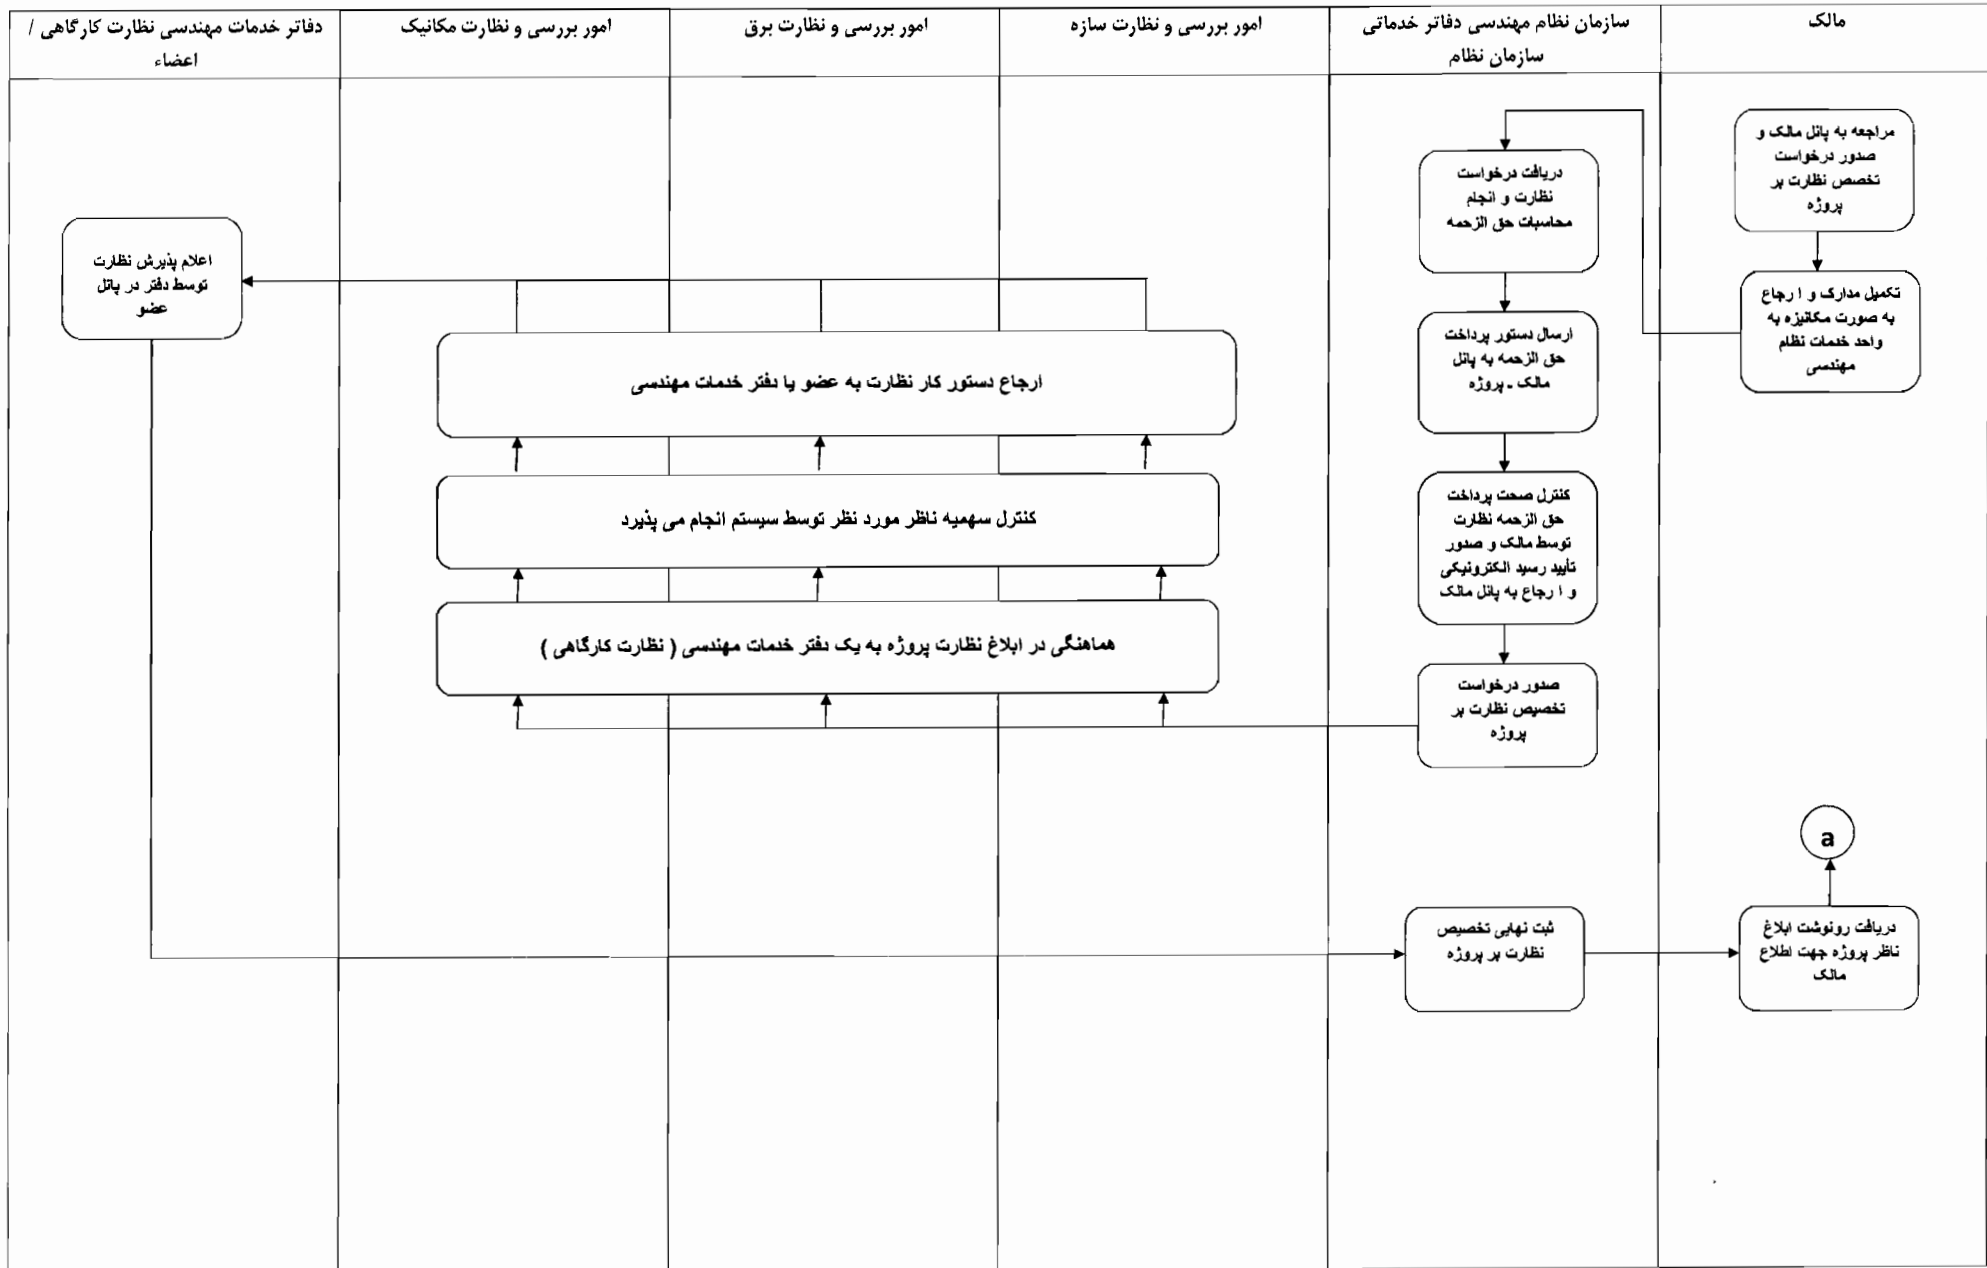 مالک
سازمان نظام مهندسی دفاتر خدماتی
سازمان نظام
امور بررسی و نظارت سازه
امور بررسی و نظارت برق
امور بررسی و نظارت مکانیک
دفاتر خدمات مهندسی نظارت کارگاهی /
اعضاء
مراجعه به پانل مالک و
صدور درخواست
تخصص نظارت بر
پروژه
تکمیل مدارک و ا رجاع
به صورت مکانیزه به
واحد خدمات نظام
مهندسی
دریافت درخواست
نظارت و انجام
محاسبات حق الزحمه
ارسال دستور پرداخت
حق الزحمه به پانل
مالک ـ پروژه
کنترل صحت پرداخت
حق الزحمه نظارت
توسط مالک و صدور
تأیید رسید الکترونیکی
و ا رجاع به پانل مالک
صدور درخواست
تخصیص نظارت بر
پروژه
هماهنگی در ابلاغ نظارت پروژه به یک دفتر خدمات مهندسی ( نظارت کارگاهی )
کنترل سهمیه ناظر مورد نظر توسط سیستم انجام می پذیرد
ارجاع دستور کار نظارت به عضو یا دفتر خدمات مهندسی
اعلام پذیرش نظارت
توسط دفتر در پانل
عضو
ثبت نهایی تخصیص
نظارت بر پروژه
دریافت رونوشت ابلاغ
ناظر پروژه جهت اطلاع
مالک
a